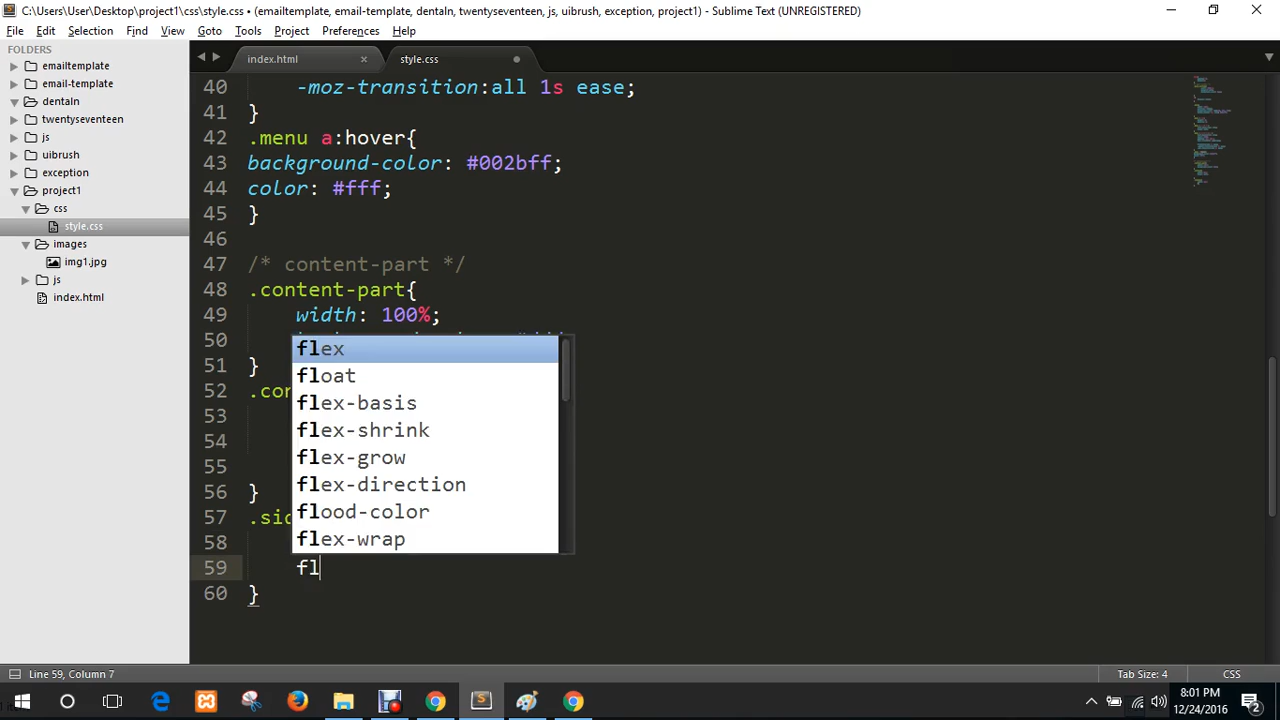 C:\Users\User\Desktop\project1\css\style.css • (emailtemplate, email-template, dentaln, twentyseventeen, js, uibrush, exception, project1) - Sublime Text (UNREGISTERED)
File Edit Selection Find View Goto Tools Project Preferences Help
FOLDERS
emailtemplate
email-template
dentaln
twentyseventeen
js
uibrush
exception
project1
css
style.css
images
img1.jpg
js
index.html
index.html
style.css
40 -moz-transition:all 1s ease;
41 }
42 .menu a:hover{
43 background-color: #002bff;
44 color: #fff;
45 }
46
47 /* content-part */
48 .content-part{
49 width: 100%;
50
51 }
52 .con
53
54
55
56 }
57 .sid
58
59 fl
60 }
flex
float
flex-basis
flex-shrink
flex-grow
flex-direction
flood-color
flex-wrap
Line 59, Column 7
Tab Size: 4
CSS
8:01 PM
12/24/2016
2